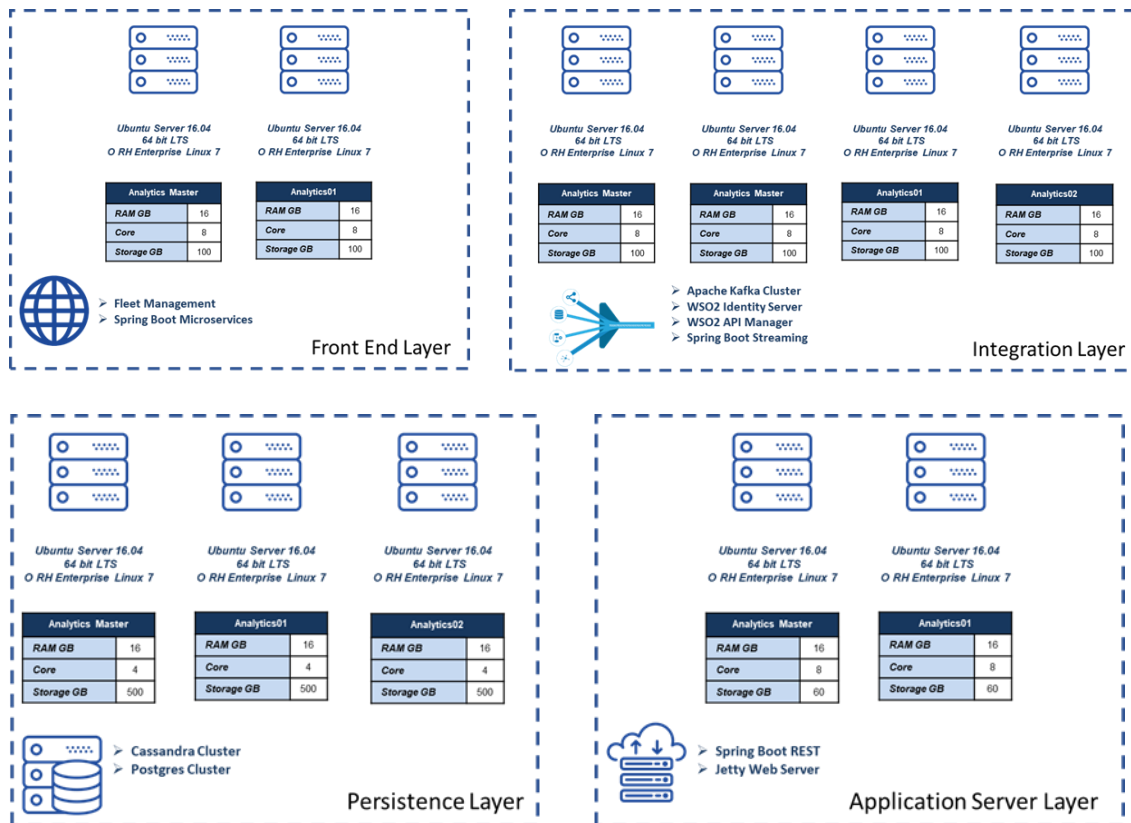 Ubuntu Server 16.04
64 bit LTS
O RH Enterprise Linux 7
Ubuntu Server 16.04
64 bit LTS
O RH Enterprise Linux 7
Analytics Master
RAM GB 16
Core 8
Storage GB 100
Analytics01
RAM GB 16
Core 8
Storage GB 100
Fleet Management
Spring Boot Microservices
Front End Layer
Ubuntu Server 16.04
64 bit LTS
O RH Enterprise Linux 7
Ubuntu Server 16.04
64 bit LTS
O RH Enterprise Linux 7
Ubuntu Server 16.04
64 bit LTS
O RH Enterprise Linux 7
Ubuntu Server 16.04
64 bit LTS
O RH Enterprise Linux 7
Analytics Master
RAM GB 16
Core 8
Storage GB 100
Analytics Master
RAM GB 16
Core 8
Storage GB 100
Analytics01
RAM GB 16
Core 8
Storage GB 100
Analytics02
RAM GB 16
Core 8
Storage GB 100
Apache Kafka Cluster
WSO2 Identity Server
WSO2 API Manager
Spring Boot Streaming
Integration Layer
Ubuntu Server 16.04
64 bit LTS
O RH Enterprise Linux 7
Ubuntu Server 16.04
64 bit LTS
O RH Enterprise Linux 7
Ubuntu Server 16.04
64 bit LTS
O RH Enterprise Linux 7
Analytics Master
RAM GB 16
Core 4
Storage GB 500
Analytics01
RAM GB 16
Core 4
Storage GB 500
Analytics02
RAM GB 16
Core 4
Storage GB 500
Cassandra Cluster
Postgres Cluster
Persistence Layer
Ubuntu Server 16.04
64 bit LTS
O RH Enterprise Linux 7
Ubuntu Server 16.04
64 bit LTS
O RH Enterprise Linux 7
Analytics Master
RAM GB 16
Core 8
Storage GB 60
Analytics01
RAM GB 16
Core 8
Storage GB 60
Spring Boot REST
Jetty Web Server
Application Server Layer